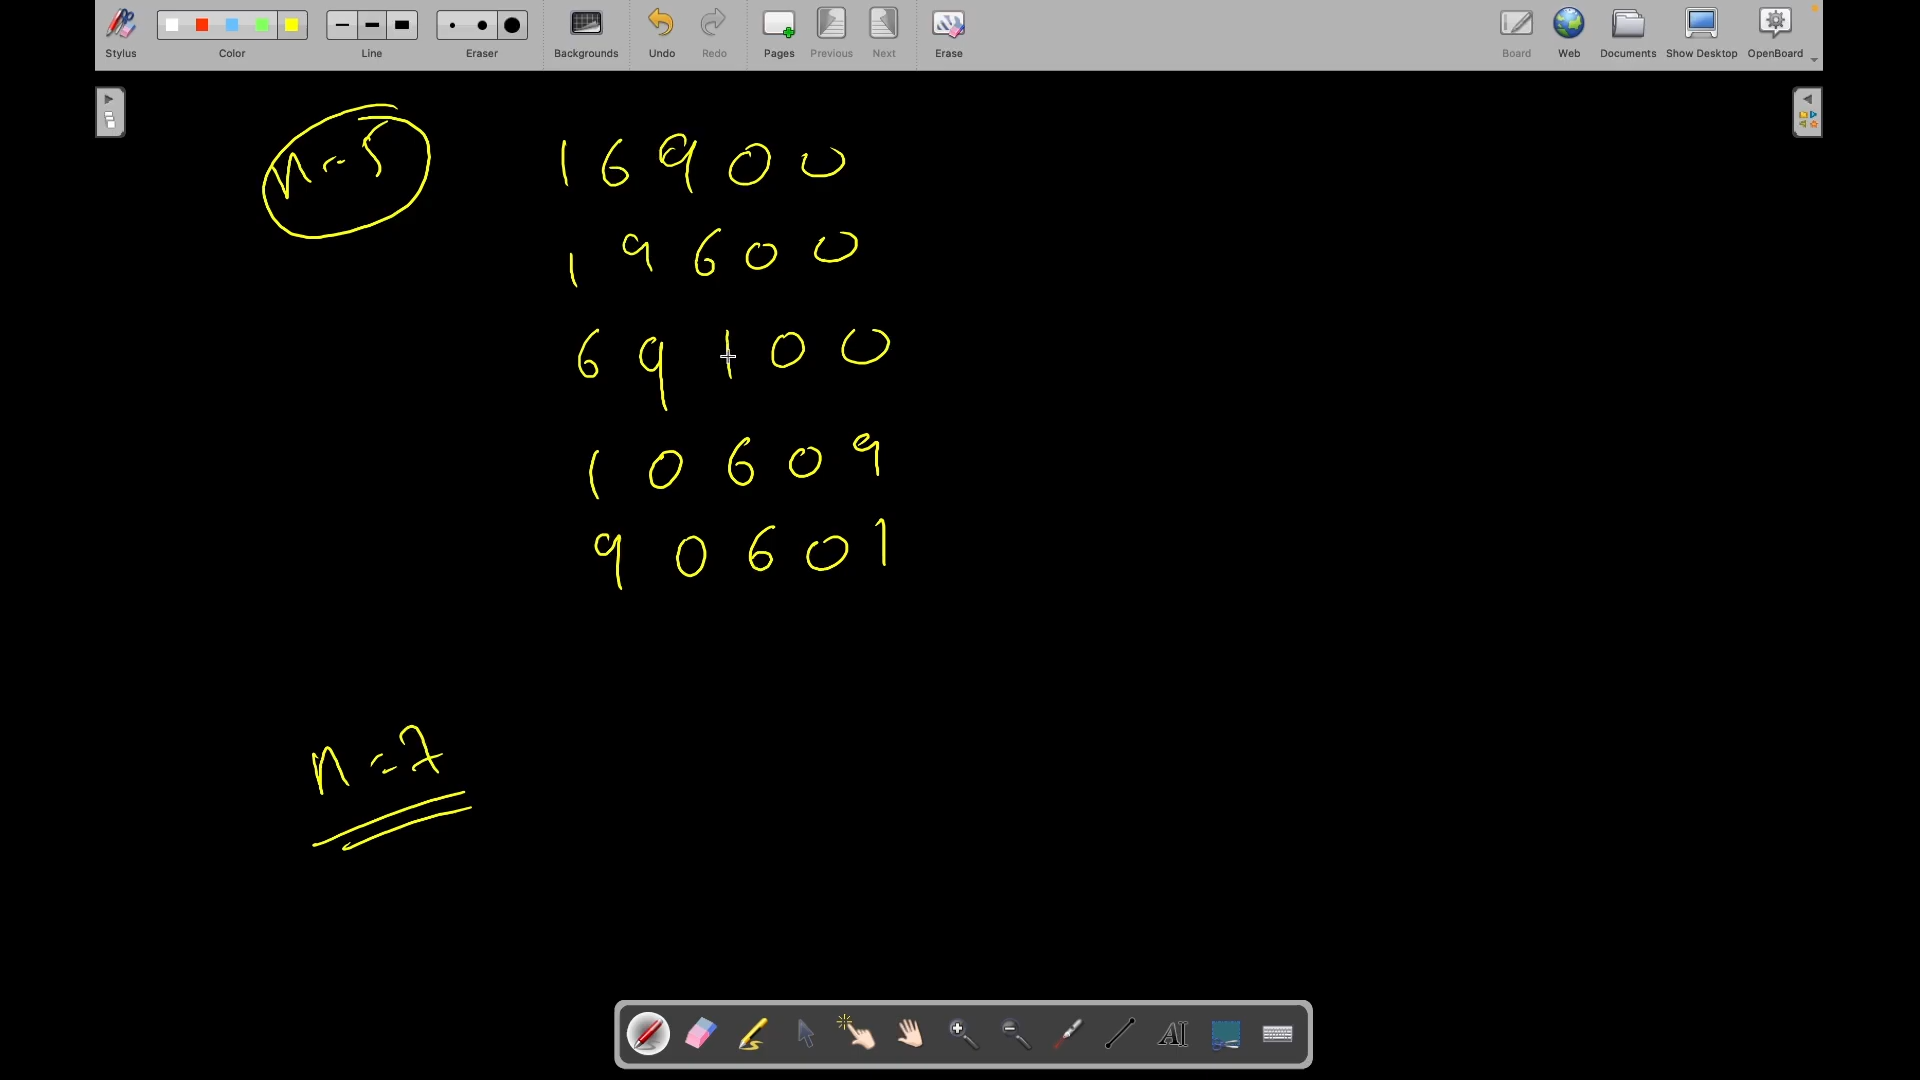 Stylus Color Line Eraser Backgrounds Undo Redo Pages Previous Next Erase Board Web Documents Show Desktop OpenBoard
n=5
16900
19600
69100
10609
90601
n=7
AI